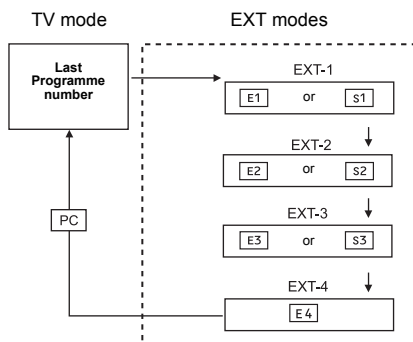 TV mode
EXT modes
Last
Programme
number
EXT-1
E1 or S1
EXT-2
E2 or S2
EXT-3
E3 or S3
PC
EXT-4
E4